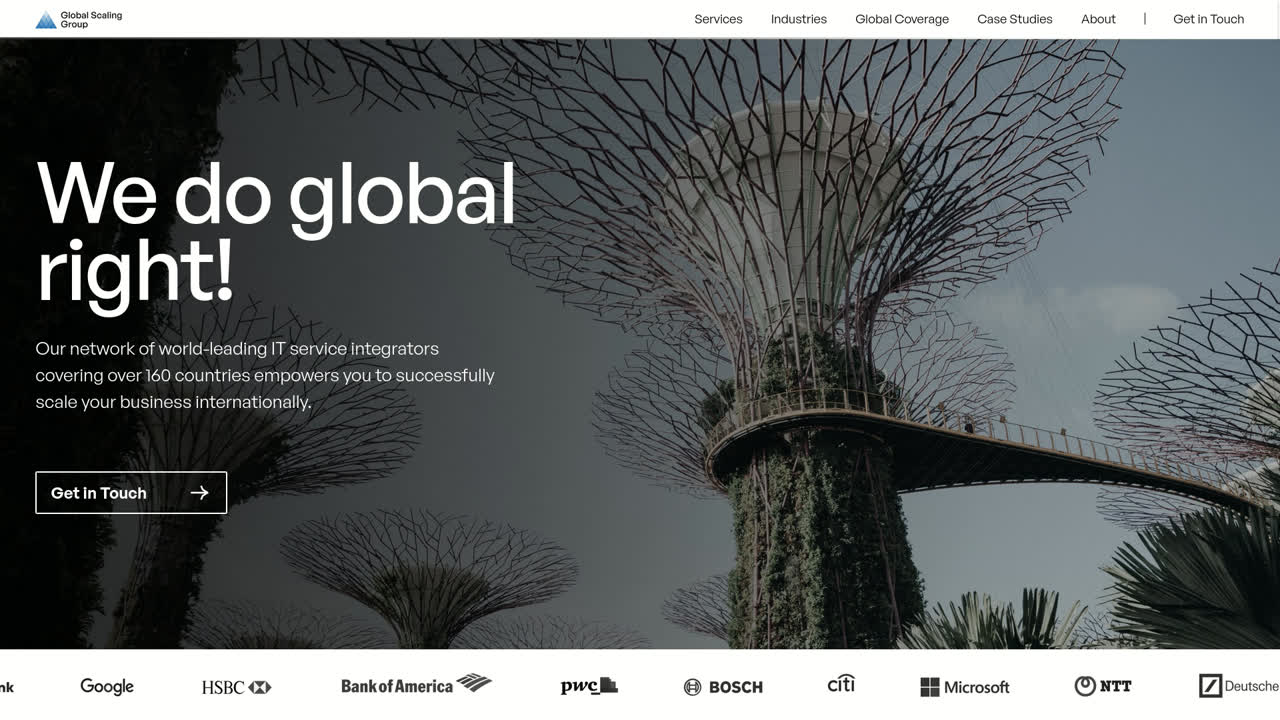 Global Scaling
Group
Services
Industries
Global Coverage
Case Studies
About
|
Get in Touch
We do global
right!
Our network of world-leading IT service integrators
covering over 160 countries empowers you to successfully
scale your business internationally.
Get in Touch →
nk
Google
HSBC
Bank of America
pwc
BOSCH
citi
Microsoft
NTT
Deutsche